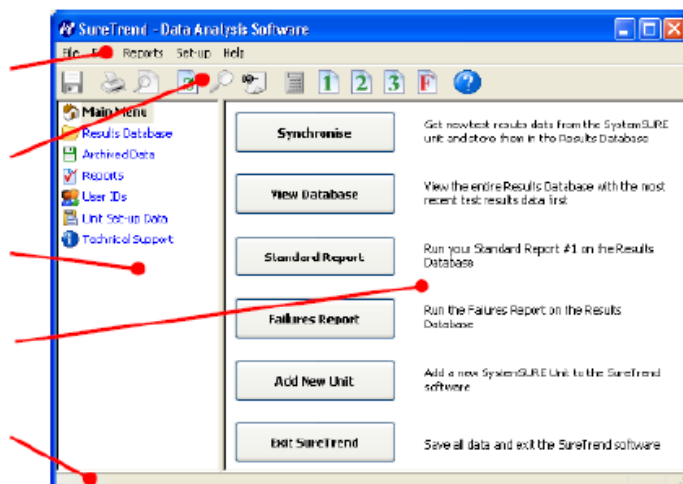 SureTrend - Data Analysis Software
File Reports Set-up Help
3 1 2 3 F ?
Main Menu
Results Database
Archived Data
Reports
User IDs
Unit Set-up Data
Technical Support
Synchronise
Get new test results data from the SystemSURE
unit and store them in the Results Database
View Database
View the entire Results Database with the most
recent test results data first
Standard Report
Run your Standard Report #1 on the Results
Database
Failures Report
Run the Failures Report on the Results
Database
Add New Unit
Add a new SystemSURE Unit to the SureTrend
software
Exit SureTrend
Save all data and exit the SureTrend software